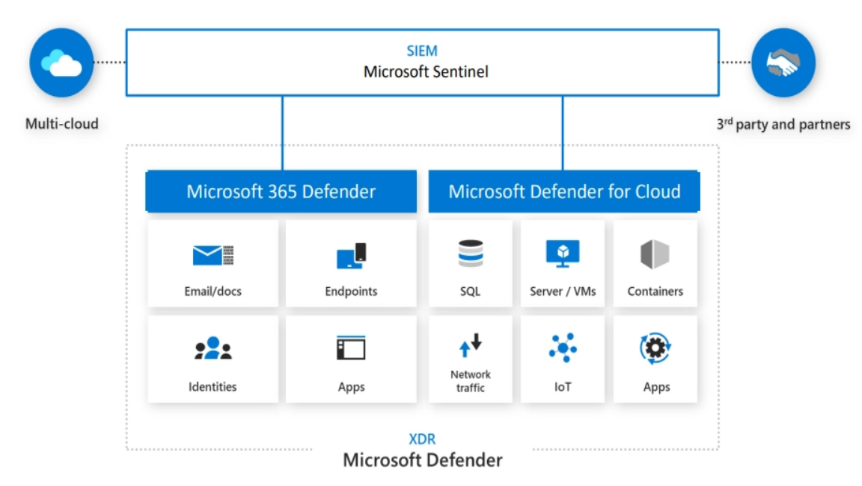 SIEM
Microsoft Sentinel
Multi-cloud
3rd party and partners
Microsoft 365 Defender
Microsoft Defender for Cloud
Email/docs
Endpoints
SQL
Server / VMs
Containers
Identities
Apps
Network
traffic
IoT
Apps
XDR
Microsoft Defender